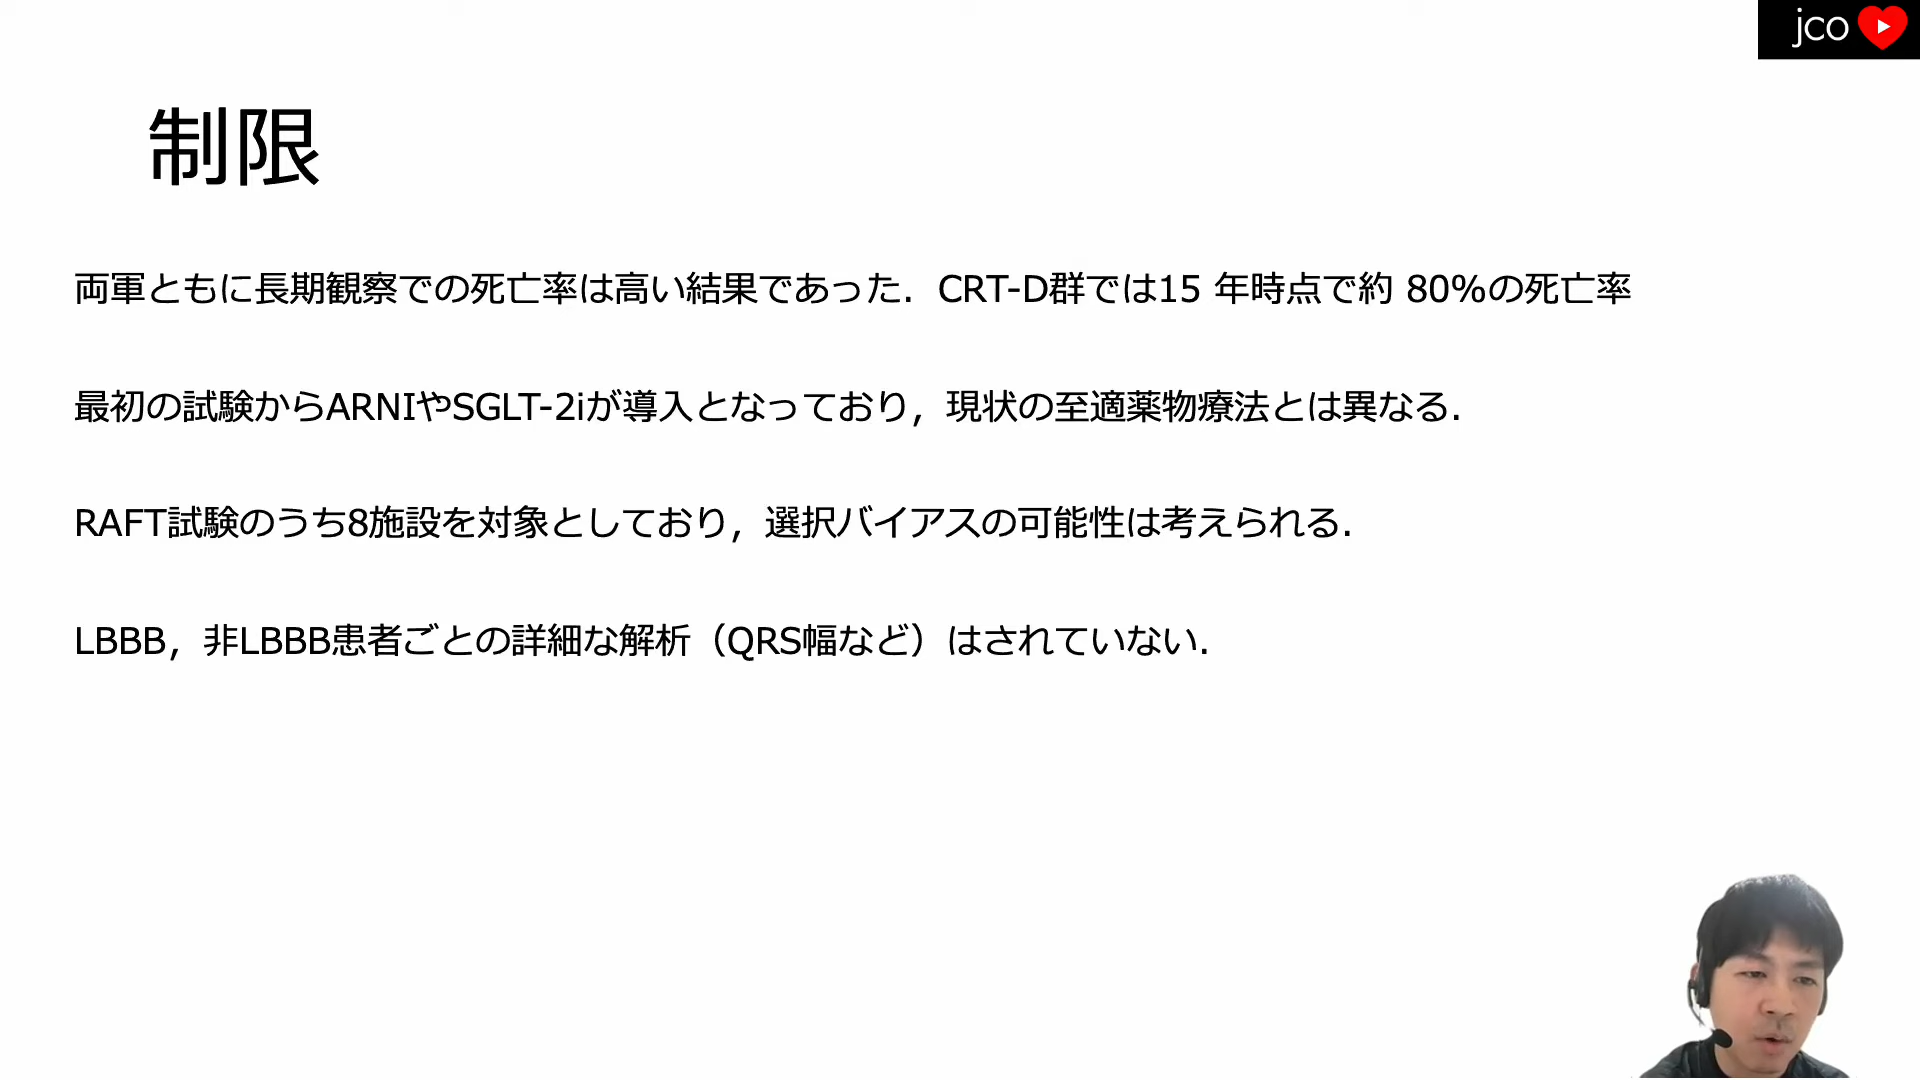 jco
制限
両軍ともに長期観察での死亡率は高い結果であった．CRT-D群では15 年時点で約 80%の死亡率
最初の試験からARNIやSGLT-2iが導入となっており，現状の至適薬物療法とは異なる．
RAFT試験のうち8施設を対象としており，選択バイアスの可能性は考えられる．
LBBB，非LBBB患者ごとの詳細な解析（QRS幅など）はされていない．